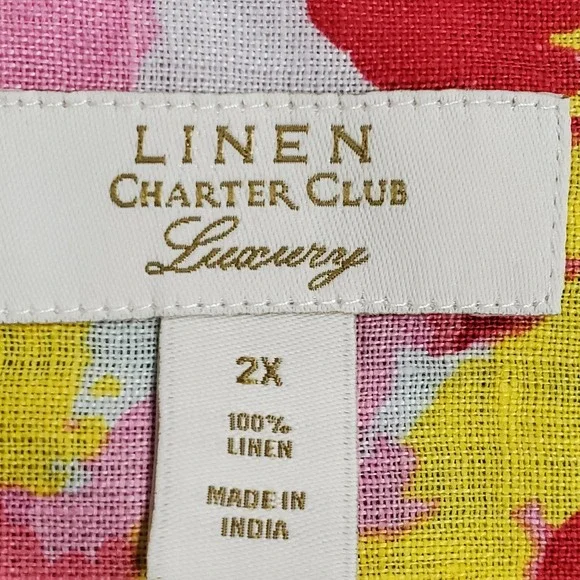 LINEN
CHARTER CLUB
Luxury
2X
100%
LINEN
MADE IN
INDIA